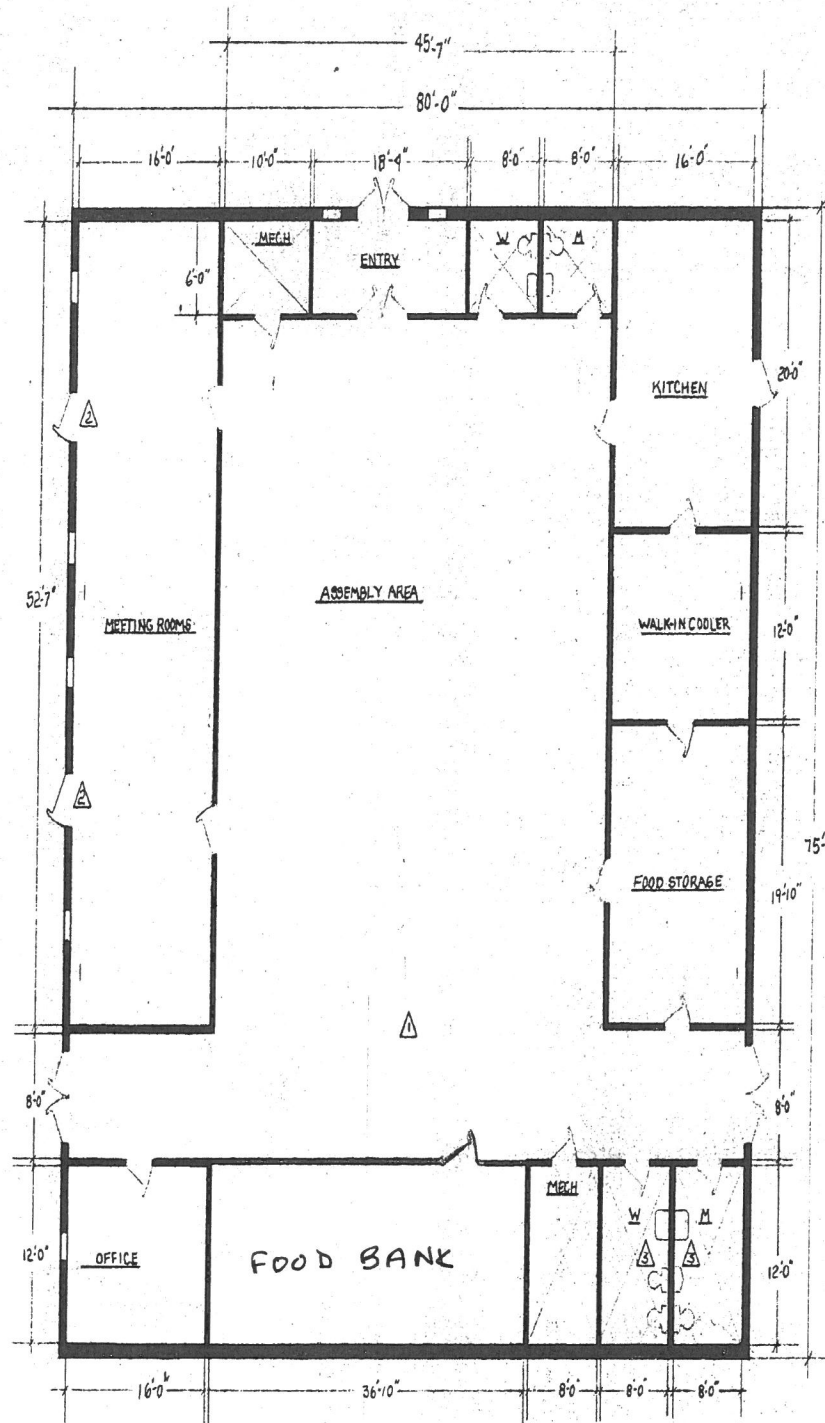 45'-7"
80'-0"
16'-0" 10'-0" 18'-4" 8'-0" 8'-0" 16'-0"
MECH
ENTRY
W M
6'-0"
20'-0"
KITCHEN
2
52'-7"
ASSEMBLY AREA
MEETING ROOMS
WALK-IN COOLER
12'-0"
2
75'-
FOOD STORAGE
19'-10"
1
8'-0" 8'-0"
MECH
W M
3 3
12'-0"
OFFICE
FOOD BANK
12'-0"
16'-0" 36'-10" 8'-0" 8'-0" 8'-0"